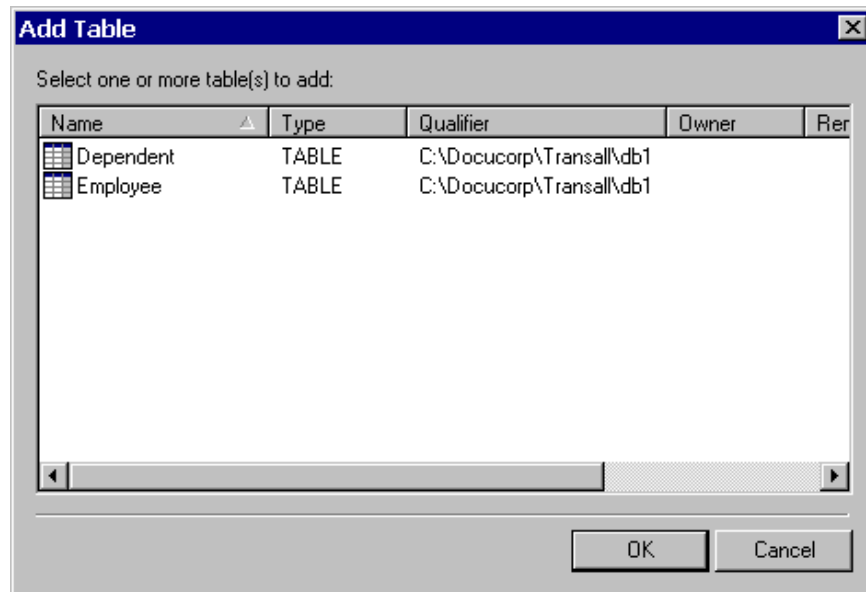 Add Table
Select one or more table(s) to add:
Name Type Qualifier Owner Rer
Dependent TABLE C:\Docucorp\Transall\db1
Employee TABLE C:\Docucorp\Transall\db1
OK Cancel